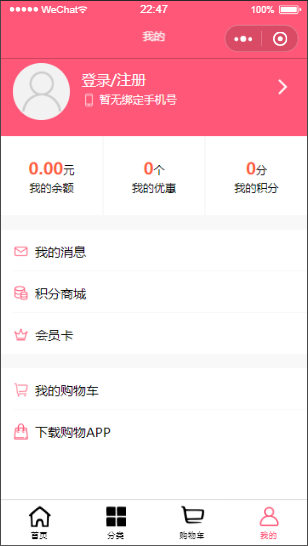 WeChat 22:47 100%
我的
登录/注册
暂无绑定手机号
0.00元 0个 0分
我的余额 我的优惠 我的积分
我的消息
积分商城
会员卡
我的购物车
下载购物APP
首页 分类 购物车 我的